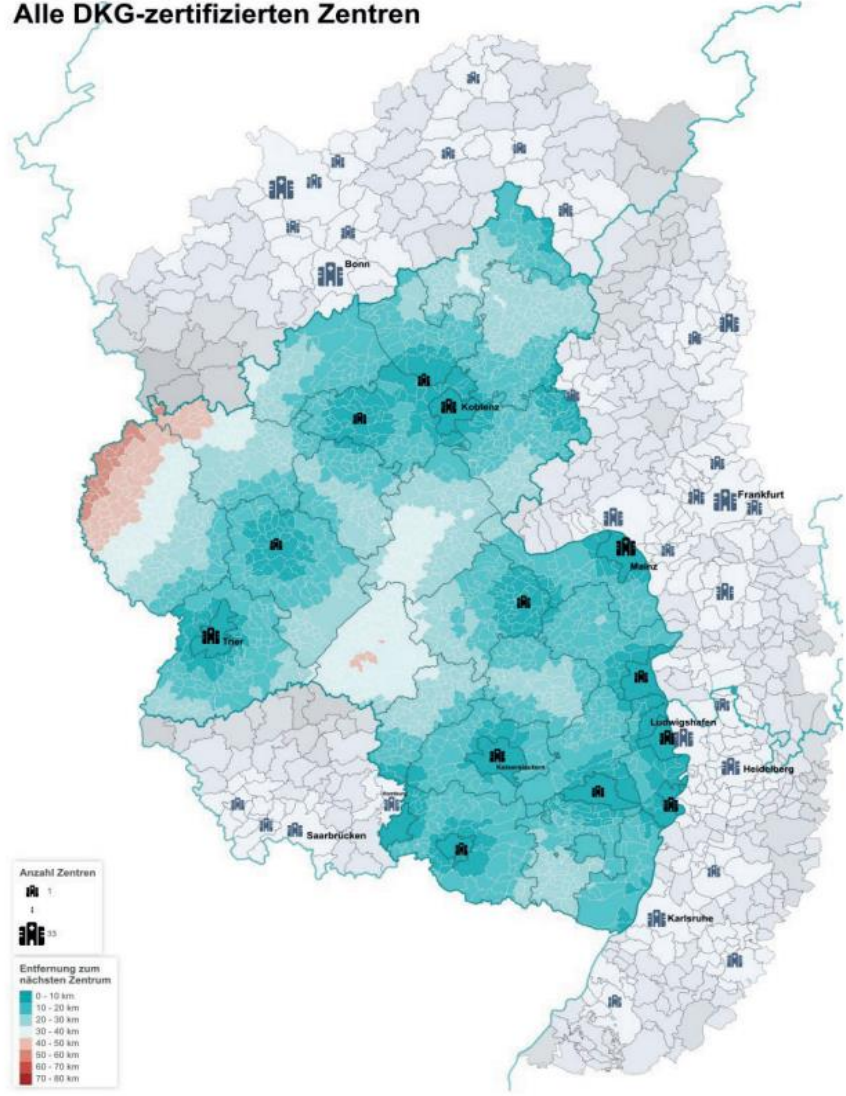 Alle DKG-zertifizierten Zentren
Bonn
Koblenz
Frankfurt
Mainz
Trier
Ludwigshafen
Heidelberg
Kaiserslautern
Homburg
Saarbrücken
Karlsruhe
Anzahl Zentren
1
33
Entfernung zum
nächsten Zentrum
0 - 10 km
10 - 20 km
20 - 30 km
30 - 40 km
40 - 50 km
50 - 60 km
60 - 70 km
70 - 80 km